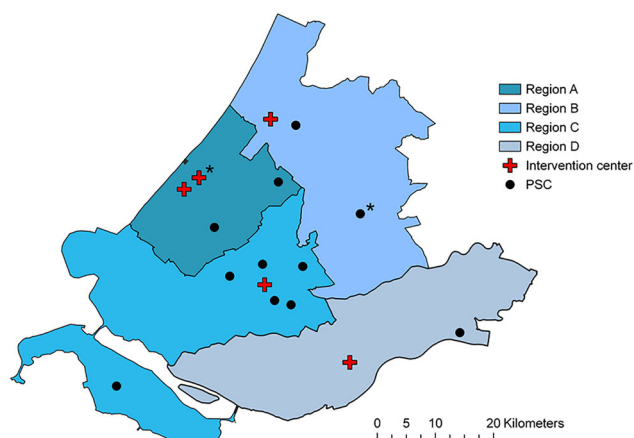 Region A
Region B
Region C
Region D
Intervention center
PSC
*
*
0 5 10 20 Kilometers